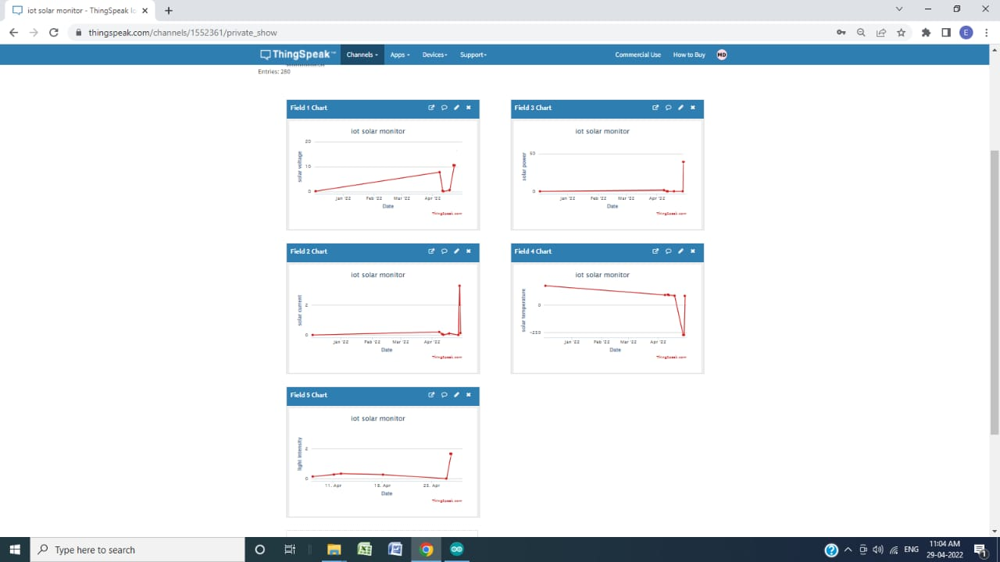 iot solar monitor - ThingSpeak Io
thingspeak.com/channels/1552361/private_show
E
ThingSpeak™
Channels
Apps
Devices
Support
Commercial Use
How to Buy
MD
Entries: 280
Field 1 Chart
iot solar monitor
solar voltage
20
10
0
Jan '22 Feb '22 Mar '22 Apr '22
Date
ThingSpeak.com
Field 3 Chart
iot solar monitor
solar power
50
0
Jan '22 Feb '22 Mar '22 Apr '22
Date
ThingSpeak.com
Field 2 Chart
iot solar monitor
solar current
2
0
Jan '22 Feb '22 Mar '22 Apr '22
Date
ThingSpeak.com
Field 4 Chart
iot solar monitor
solar temperature
0
Jan '22 Feb '22 Mar '22 Apr '22
Date
ThingSpeak.com
Field 5 Chart
iot solar monitor
light intensity
2
0
11. Apr 18. Apr 25. Apr
Date
ThingSpeak.com
Type here to search
ENG
11:04 AM
29-04-2022
1